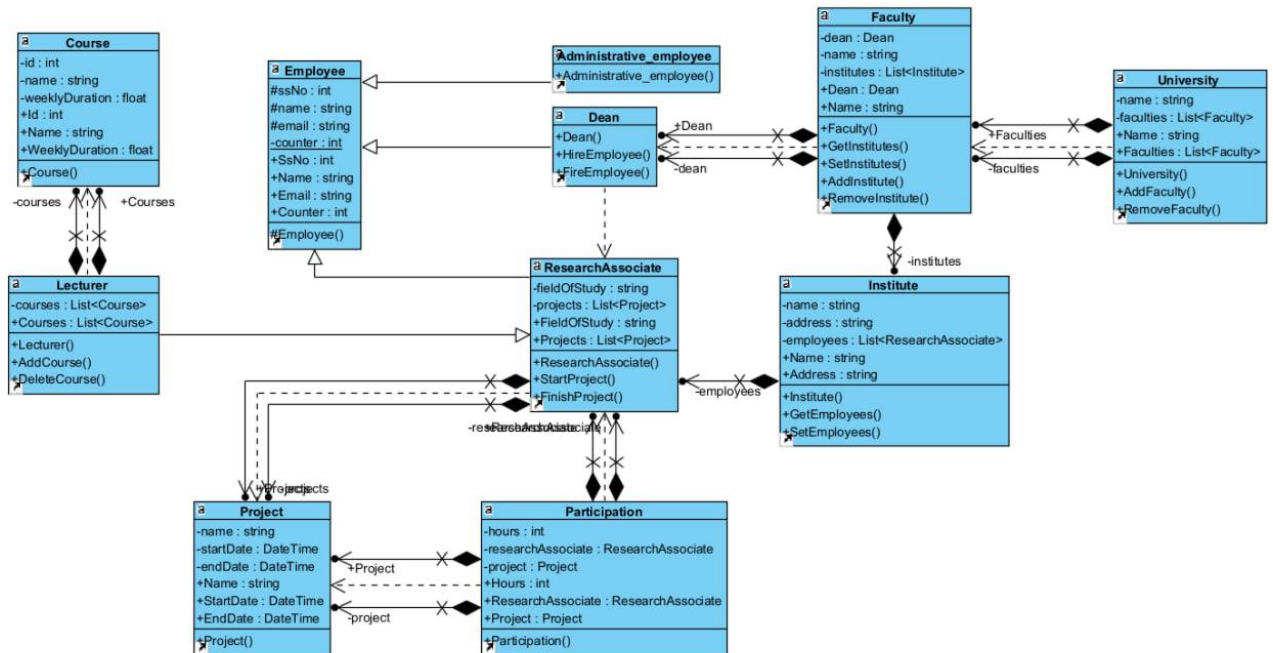 Course
-id : int
-name : string
-weeklyDuration : float
+Id : int
+Name : string
+WeeklyDuration : float
+Course()
-courses
+Courses
Lecturer
-courses : List<Course>
+Courses : List<Course>
+Lecturer()
+AddCourse()
+DeleteCourse()
Employee
#ssNo : int
#name : string
#email : string
-counter : int
+SsNo : int
+Name : string
+Email : string
+Counter : int
#Employee()
Administrative_employee
+Administrative_employee()
Dean
+Dean()
+HireEmployee()
+FireEmployee()
+Dean
-dean
Faculty
-dean : Dean
-name : string
-institutes : List<Institute>
+Dean : Dean
+Name : string
+Faculty()
+GetInstitutes()
+SetInstitutes()
+AddInstitute()
+RemoveInstitute()
+Faculties
-faculties
University
-name : string
-faculties : List<Faculty>
+Name : string
+Faculties : List<Faculty>
+University()
+AddFaculty()
+RemoveFaculty()
-institutes
ResearchAssociate
-fieldOfStudy : string
-projects : List<Project>
+FieldOfStudy : string
+Projects : List<Project>
+ResearchAssociate()
+StartProject()
+FinishProject()
-employees
Institute
-name : string
-address : string
-employees : List<ResearchAssociate>
+Name : string
+Address : string
+Institute()
+GetEmployees()
+SetEmployees()
Project
-name : string
-startDate : DateTime
-endDate : DateTime
+Name : string
+StartDate : DateTime
+EndDate : DateTime
+Project()
+Project
-project
Participation
-hours : int
-researchAssociate : ResearchAssociate
-project : Project
+Hours : int
+ResearchAssociate : ResearchAssociate
+Project : Project
+Participation()